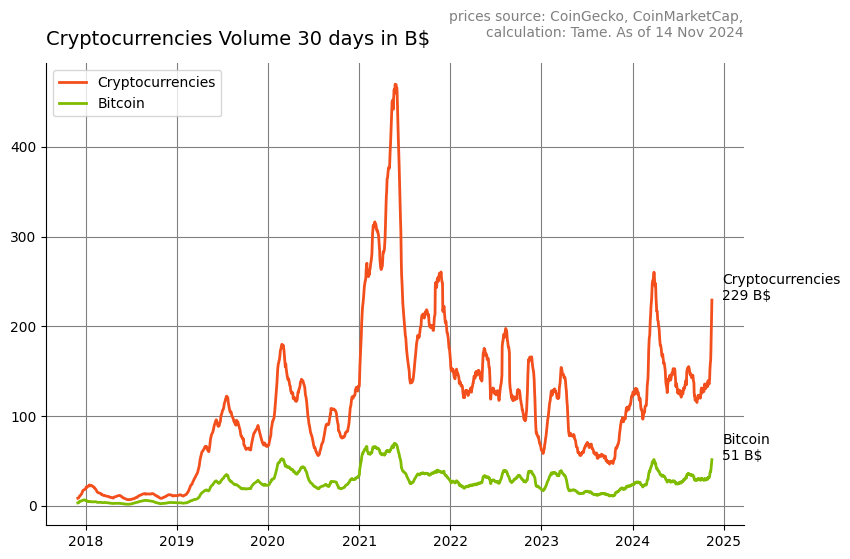 prices source: CoinGecko, CoinMarketCap,
calculation: Tame. As of 14 Nov 2024
Cryptocurrencies Volume 30 days in B$
Cryptocurrencies
Bitcoin
400
300
200
100
0
Cryptocurrencies
229 B$
Bitcoin
51 B$
2018 2019 2020 2021 2022 2023 2024 2025